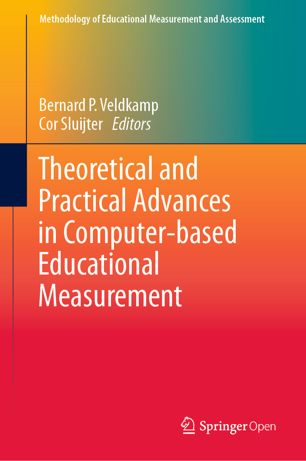 Methodology of Educational Measurement and Assessment
Bernard P. Veldkamp
Cor Sluijter Editors
Theoretical and
Practical Advances
in Computer-based
Educational
Measurement
Springer Open